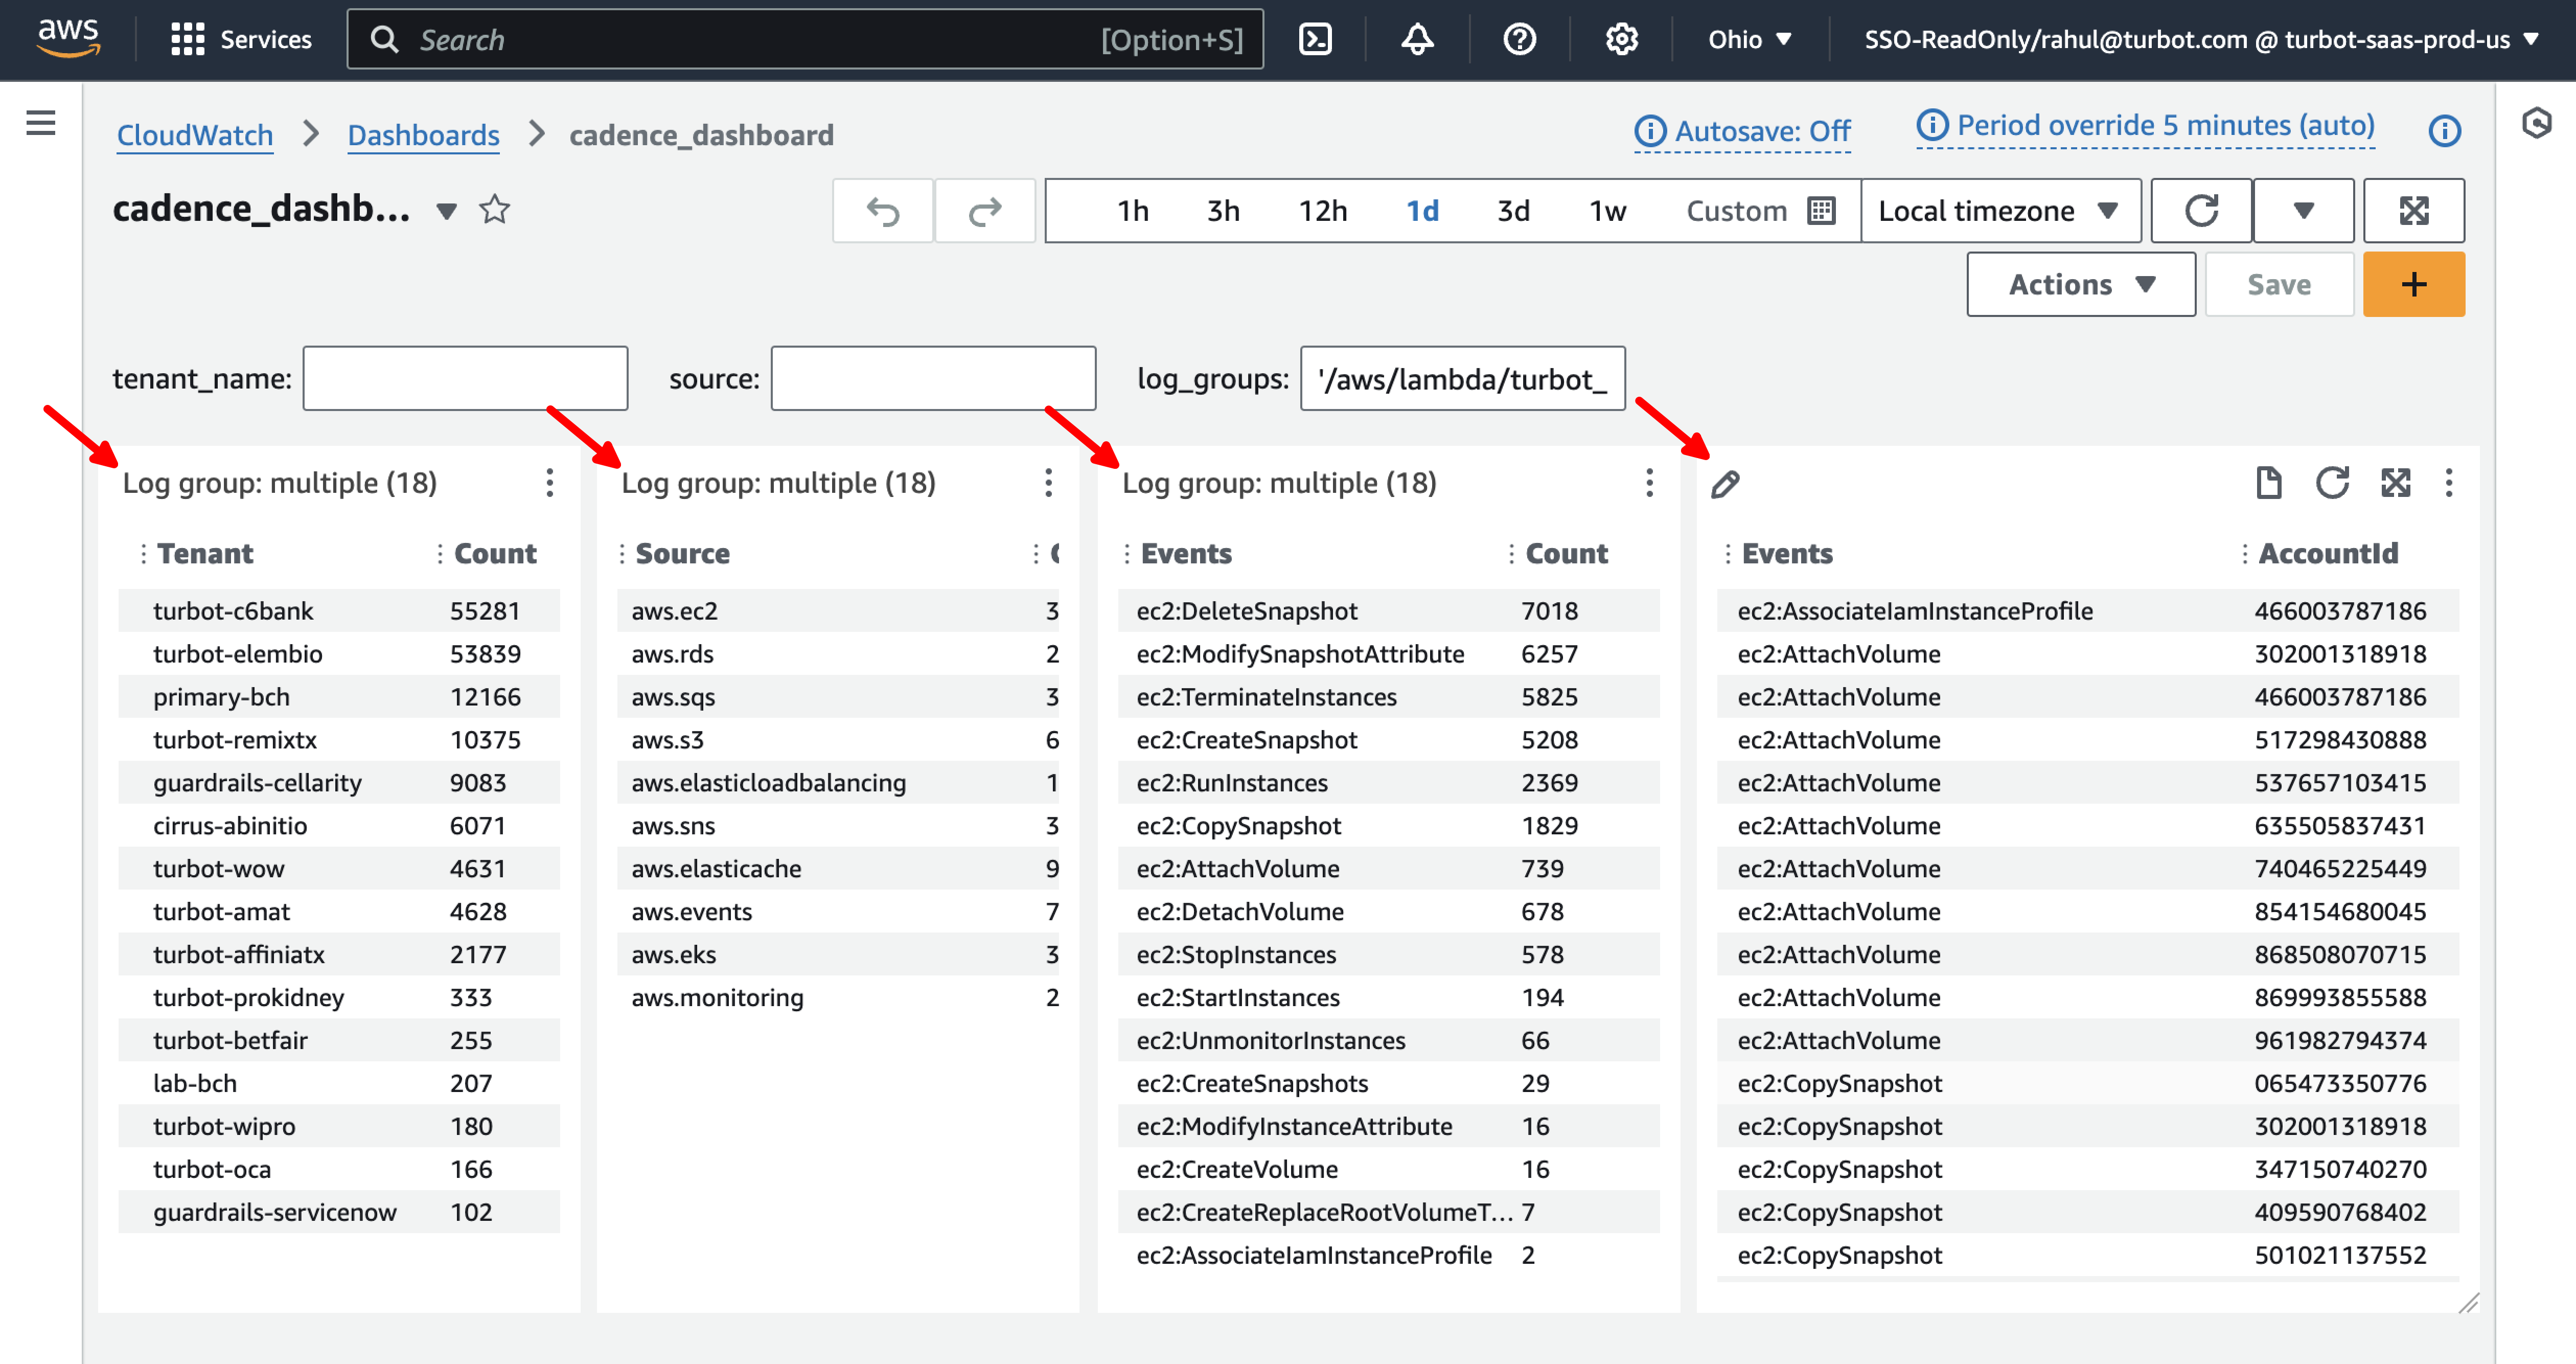 aws
Services
Search
[Option+S]
Ohio
SSO-ReadOnly/rahul@turbot.com @ turbot-saas-prod-us
CloudWatch
Dashboards
cadence_dashboard
Autosave: Off
Period override 5 minutes (auto)
cadence_dashb...
1h
3h
12h
1d
3d
1w
Custom
Local timezone
Actions
Save
+
tenant_name:
source:
log_groups:
'/aws/lambda/turbot_
Log group: multiple (18)
Tenant Count
turbot-c6bank 55281
turbot-elembio 53839
primary-bch 12166
turbot-remixtx 10375
guardrails-cellarity 9083
cirrus-abinitio 6071
turbot-wow 4631
turbot-amat 4628
turbot-affiniatx 2177
turbot-prokidney 333
turbot-betfair 255
lab-bch 207
turbot-wipro 180
turbot-oca 166
guardrails-servicenow 102
Log group: multiple (18)
Source
aws.ec2 3
aws.rds 2
aws.sqs 3
aws.s3 6
aws.elasticloadbalancing 1
aws.sns 3
aws.elasticache 9
aws.events 7
aws.eks 3
aws.monitoring 2
Log group: multiple (18)
Events Count
ec2:DeleteSnapshot 7018
ec2:ModifySnapshotAttribute 6257
ec2:TerminateInstances 5825
ec2:CreateSnapshot 5208
ec2:RunInstances 2369
ec2:CopySnapshot 1829
ec2:AttachVolume 739
ec2:DetachVolume 678
ec2:StopInstances 578
ec2:StartInstances 194
ec2:UnmonitorInstances 66
ec2:CreateSnapshots 29
ec2:ModifyInstanceAttribute 16
ec2:CreateVolume 16
ec2:CreateReplaceRootVolumeT... 7
ec2:AssociateIamInstanceProfile 2
Events AccountId
ec2:AssociateIamInstanceProfile 466003787186
ec2:AttachVolume 302001318918
ec2:AttachVolume 466003787186
ec2:AttachVolume 517298430888
ec2:AttachVolume 537657103415
ec2:AttachVolume 635505837431
ec2:AttachVolume 740465225449
ec2:AttachVolume 854154680045
ec2:AttachVolume 868508070715
ec2:AttachVolume 869993855588
ec2:AttachVolume 961982794374
ec2:CopySnapshot 065473350776
ec2:CopySnapshot 302001318918
ec2:CopySnapshot 347150740270
ec2:CopySnapshot 409590768402
ec2:CopySnapshot 501021137552